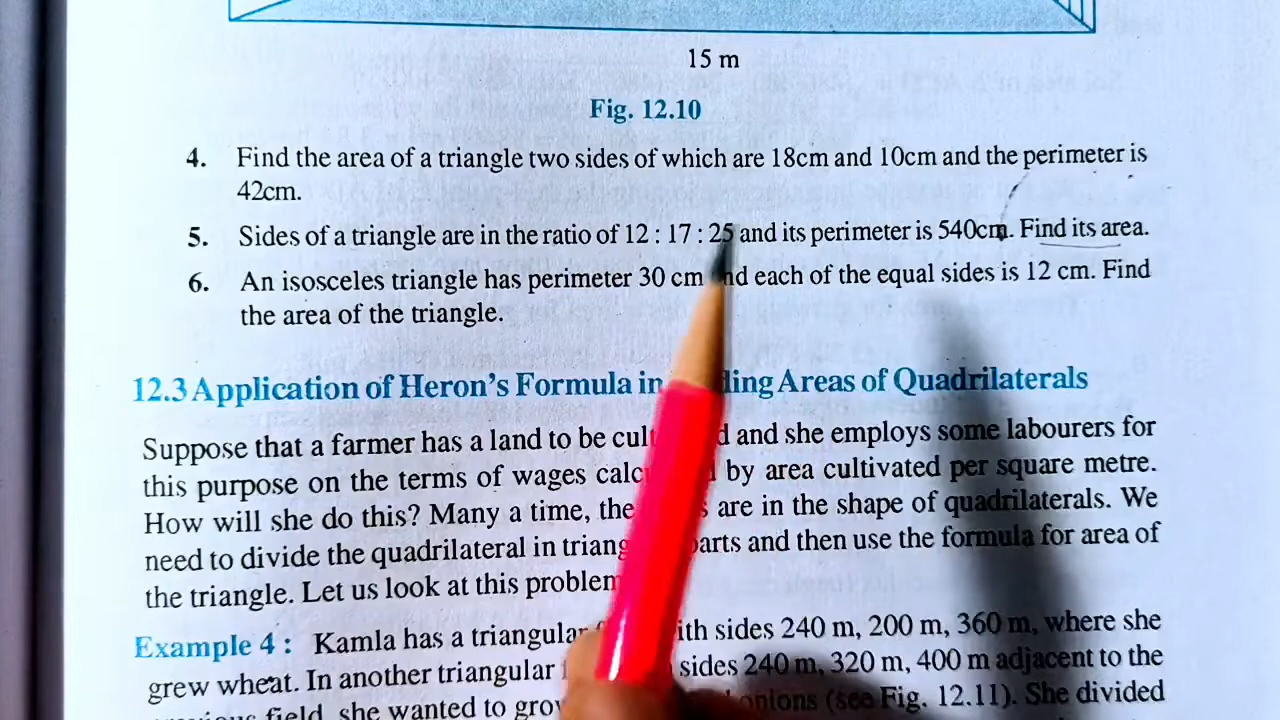 15 m
Fig. 12.10
4. Find the area of a triangle two sides of which are 18cm and 10cm and the perimeter is
42cm.
5. Sides of a triangle are in the ratio of 12 : 17 : 25 and its perimeter is 540cm. Find its area.
6. An isosceles triangle has perimeter 30 cm and each of the equal sides is 12 cm. Find
the area of the triangle.
12.3 Application of Heron's Formula in Areas of Quadrilaterals
Suppose that a farmer has a land to be and she employs some labourers for
this purpose on the terms of wages by area cultivated per square metre.
How will she do this? Many a time, the are in the shape of quadrilaterals. We
need to divide the quadrilateral in parts and then use the formula for area of
the triangle. Let us look at this problem
Example 4 : Kamla has a triangular with sides 240 m, 200 m, 360 m, where she
grew wheat. In another triangular sides 240 m, 320 m, 400 m adjacent to the
field, she wanted to onions (see Fig. 12.11). She divided